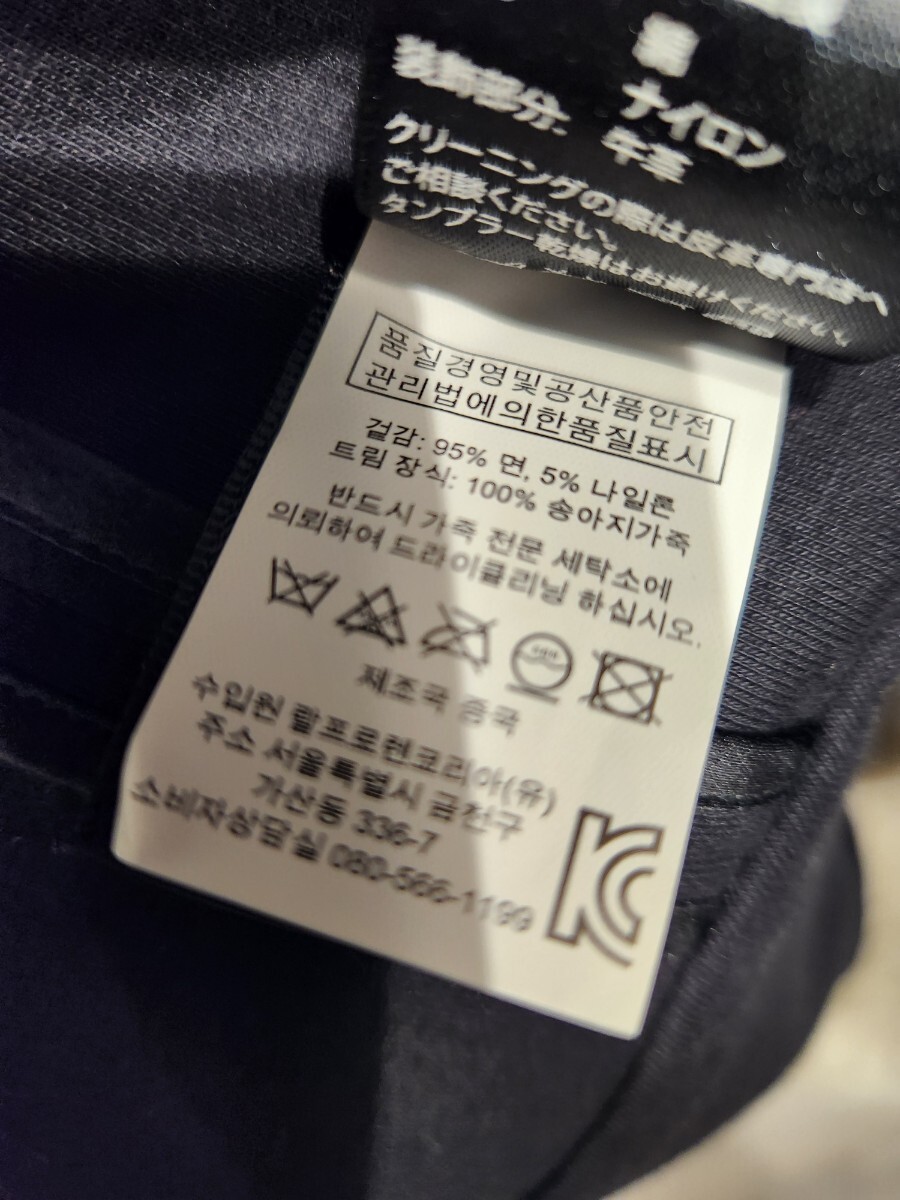 綿
ナイロン
装飾部分. 牛革
クリーニングの際は皮革専門店へ
ご相談ください。
タンブラー乾燥はお避けください。
품질경영및공산품안전
관리법에의한품질표시
겉감: 95% 면, 5% 나일론
트림 장식: 100% 송아지가죽
반드시 가죽 전문 세탁소에
의뢰하여 드라이클리닝 하십시오.
제조국 중국
수입원 랄프로렌코리아(유)
주소 서울특별시 금천구
가산동 336-7
소비자상담실 080-566-1199
KC